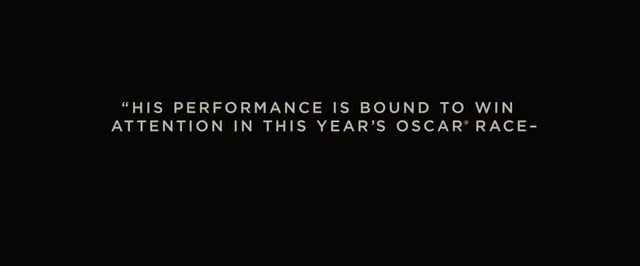 “HIS PERFORMANCE IS BOUND TO WIN
ATTENTION IN THIS YEAR’S OSCAR® RACE–